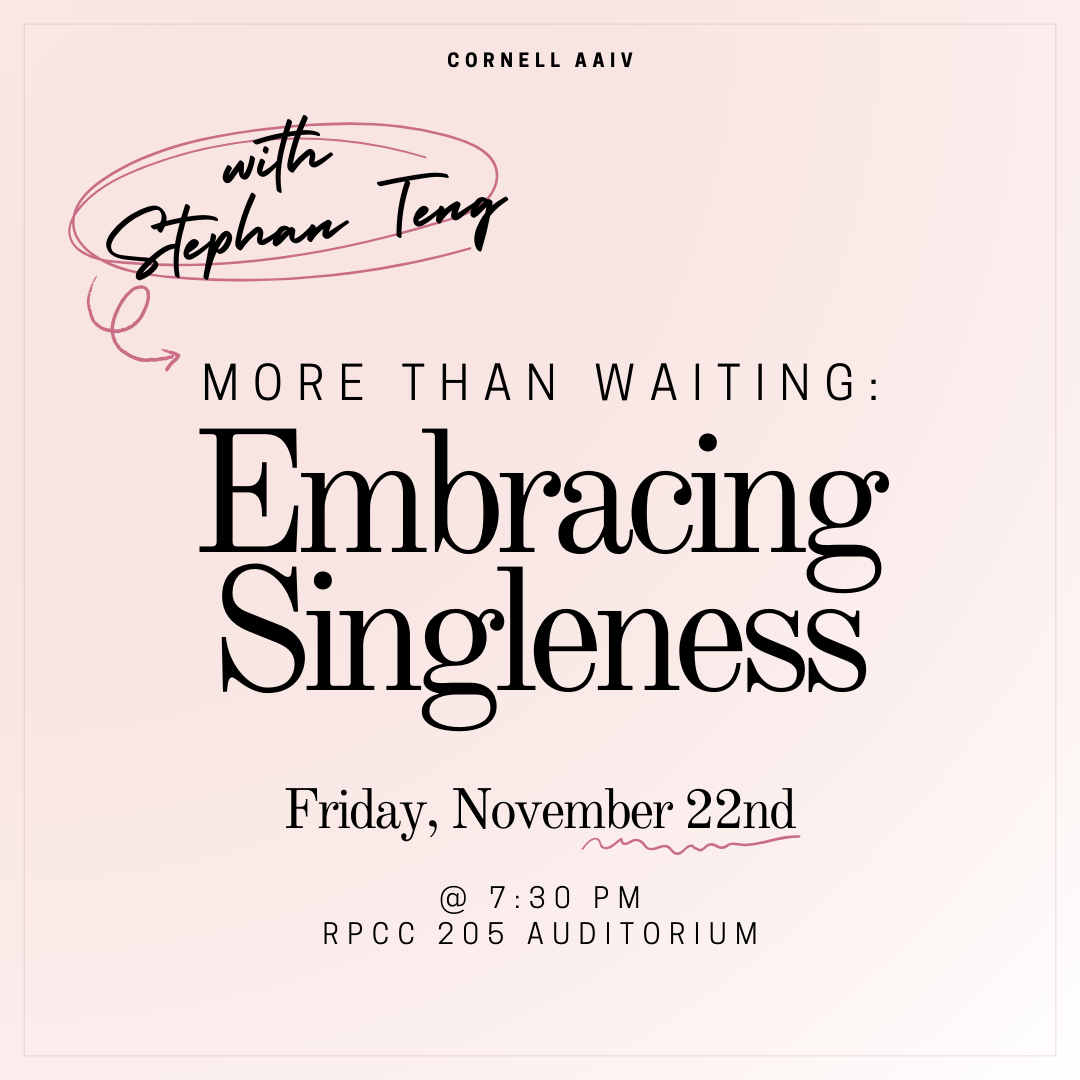 CORNELL AAIV
with
Stephan Teng
MORE THAN WAITING:
Embracing
Singleness
Friday, November 22nd
@ 7:30 PM
RPCC 205 AUDITORIUM